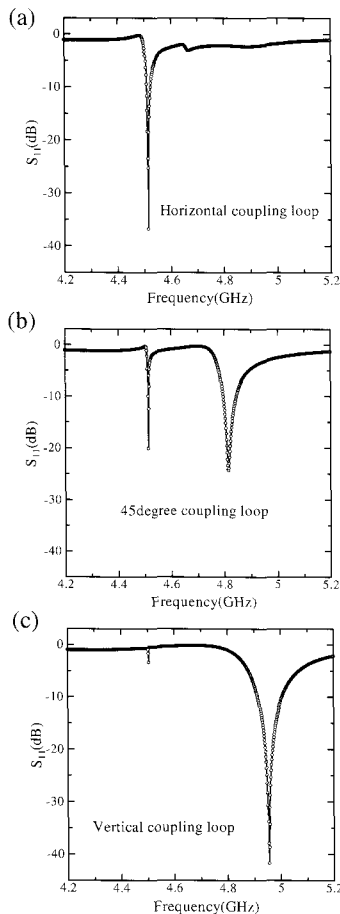 (a)
0
-10
-20
-30
-40
S11(dB)
Horizontal coupling loop
4.2 4.4 4.6 4.8 5 5.2
Frequency(GHz)
(b)
0
-10
-20
-30
-40
S11(dB)
45degree coupling loop
4.2 4.4 4.6 4.8 5 5.2
Frequency(GHz)
(c)
0
-10
-20
-30
-40
S11(dB)
Vertical coupling loop
4.2 4.4 4.6 4.8 5 5.2
Frequency(GHz)